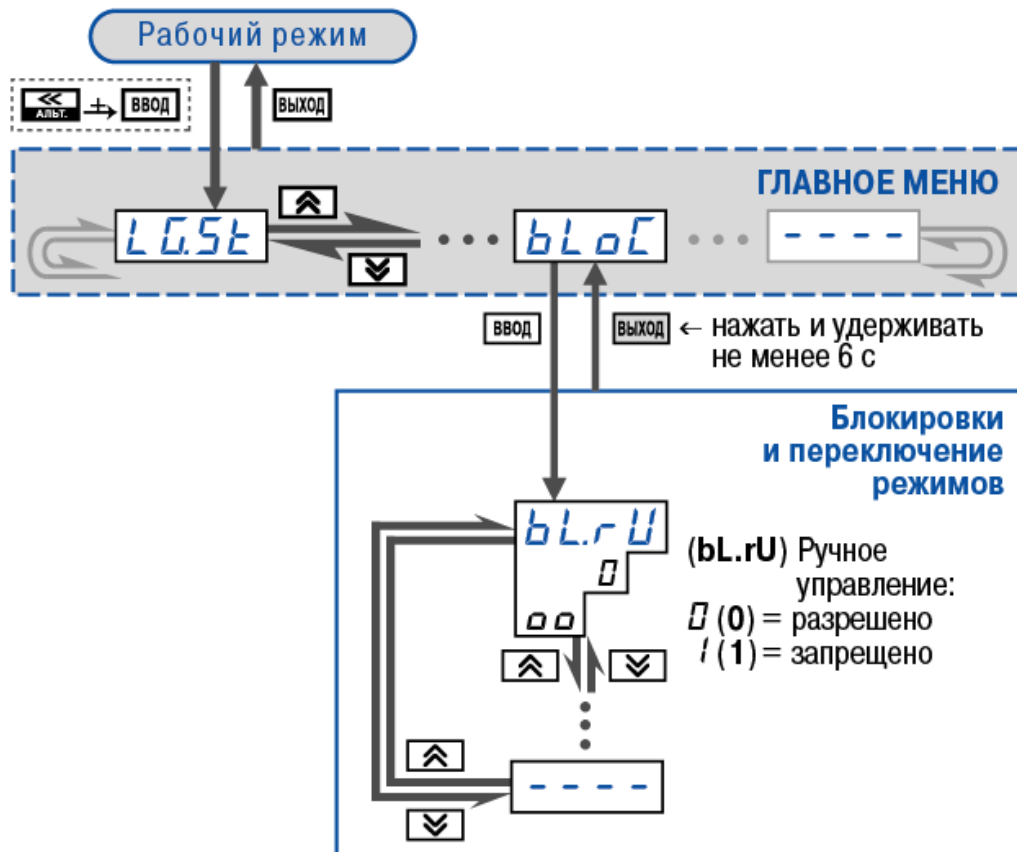 Рабочий режим
АЛЬТ. + ВВОД
ВЫХОД
ГЛАВНОЕ МЕНЮ
LG.St
bLoC
- - - -
ВВОД
ВЫХОД ← нажать и удерживать
не менее 6 с
Блокировки
и переключение
режимов
bL.rU
0
oo
(bL.rU) Ручное
управление:
0 (0) = разрешено
1 (1) = запрещено
- - - -